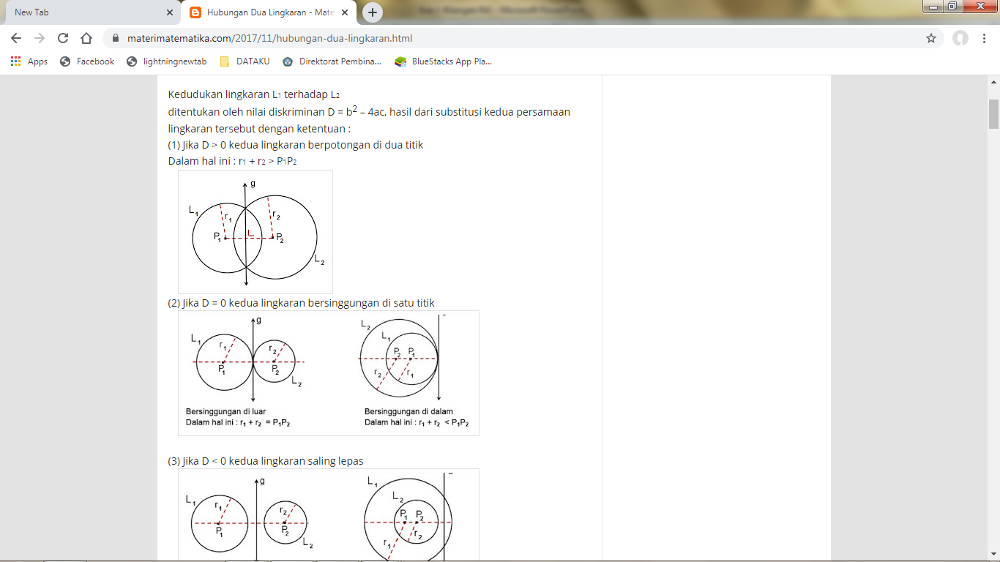 New Tab
Hubungan Dua Lingkaran - Mate
materimatematika.com/2017/11/hubungan-dua-lingkaran.html
Apps Facebook lightningnewtab DATAKU Direktorat Pembina... BlueStacks App Pla...
Kedudukan lingkaran L1 terhadap L2
ditentukan oleh nilai diskriminan D = b² – 4ac, hasil dari substitusi kedua persamaan
lingkaran tersebut dengan ketentuan :
(1) Jika D > 0 kedua lingkaran berpotongan di dua titik
Dalam hal ini : r1 + r2 > P1P2
g
L1 r1 r2
P1 P2
L2
(2) Jika D = 0 kedua lingkaran bersinggungan di satu titik
g
L1 r1 r2
P1 P2
L2
L2
L1
P2 P1
r2 r1
Bersinggungan di luar
Dalam hal ini : r1 + r2 = P1P2
Bersinggungan di dalam
Dalam hal ini : r1 + r2 < P1P2
(3) Jika D < 0 kedua lingkaran saling lepas
g
L1 r1 r2
P1 P2
L2
L1
L2
P1 P2
r1 r2